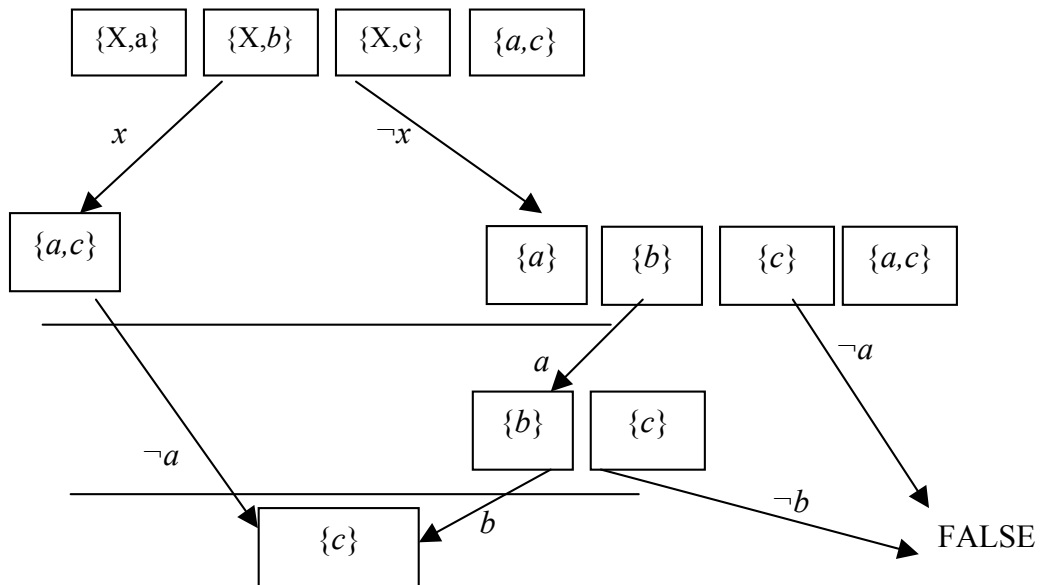 {X,a} {X,b} {X,c} {a,c}
x ¬x
{a,c} {a} {b} {c} {a,c}
a ¬a
{b} {c}
¬a b ¬b
{c} FALSE